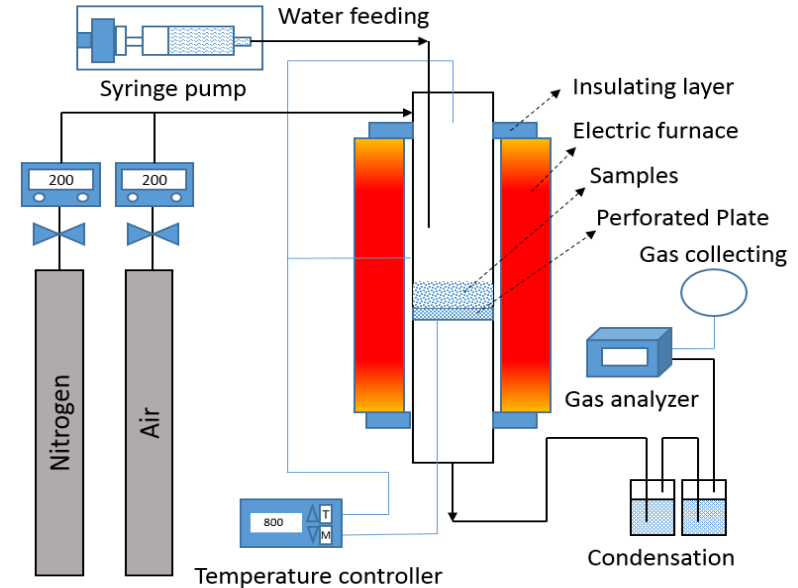 Water feeding
Syringe pump
Insulating layer
Electric furnace
200
200
Samples
Perforated Plate
Gas collecting
Gas analyzer
Nitrogen
Air
800
T
M
Condensation
Temperature controller